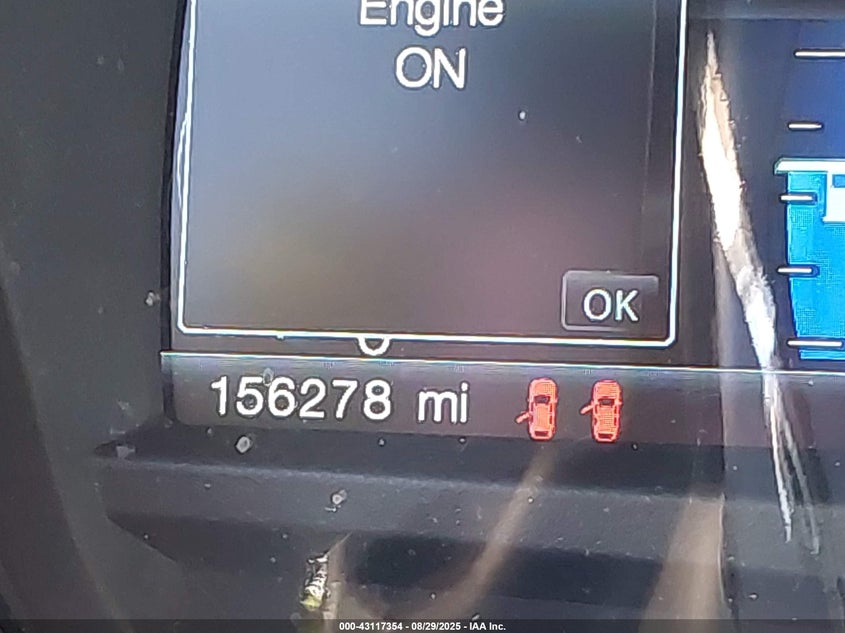 Engine
ON
OK
156278 mi
000-43117354 - 08/29/2025 - IAA Inc.